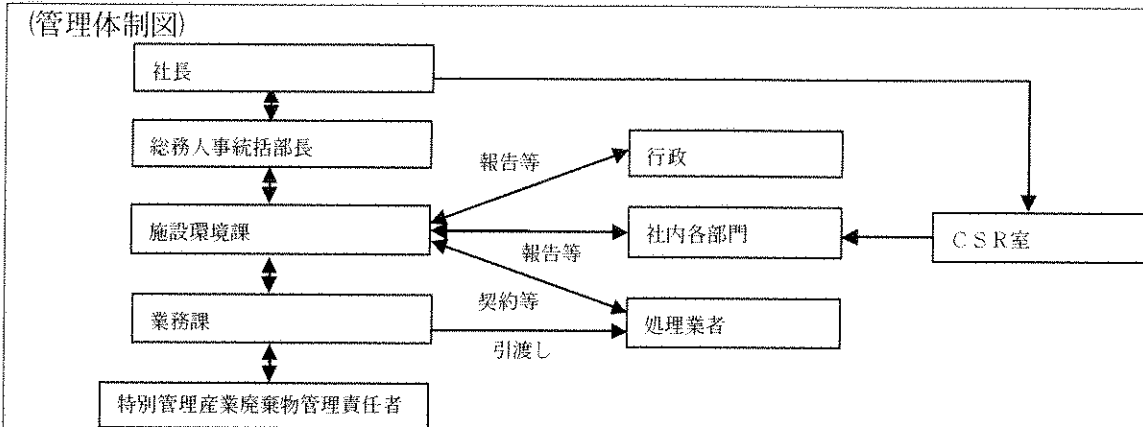 (管理体制図)
社長
総務人事統括部長
報告等
行政
施設環境課
社内各部門
CSR室
報告等
契約等
業務課
処理業者
引渡し
特別管理産業廃棄物管理責任者